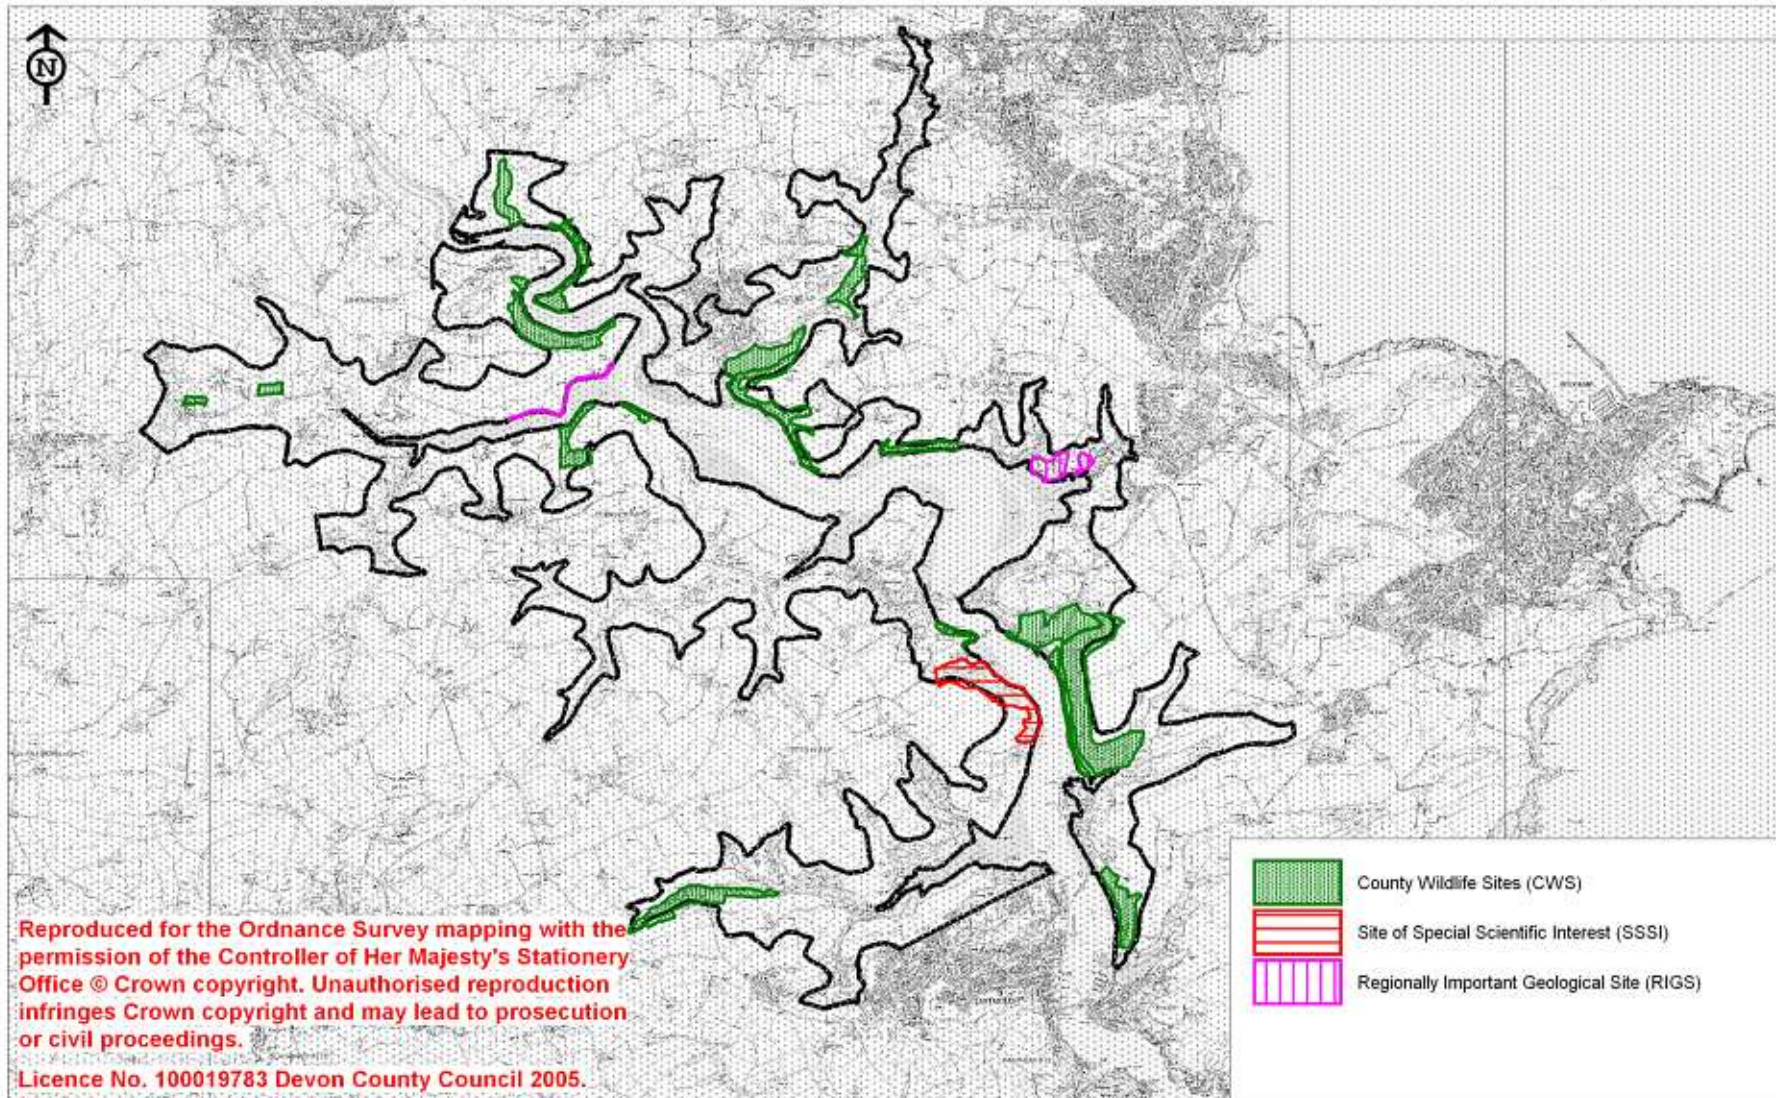 N
County Wildlife Sites (CWS)
Site of Special Scientific Interest (SSSI)
Regionally Important Geological Site (RIGS)
Reproduced for the Ordnance Survey mapping with the
permission of the Controller of Her Majesty's Stationery
Office © Crown copyright. Unauthorised reproduction
infringes Crown copyright and may lead to prosecution
or civil proceedings.
Licence No. 100019783 Devon County Council 2005.